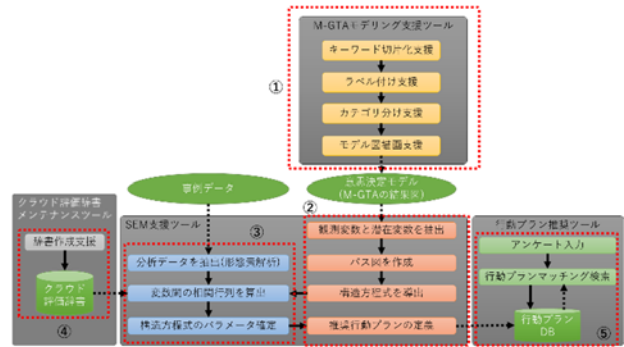 M-GTAモデリング支援ツール
①
キーワード切片化支援
ラベル付け支援
カテゴリ分け支援
モデル図描画支援
事例データ
意思決定モデル
(M-GTAの結果図)
クラウド評価辞書
メンテナンスツール
辞書作成支援
クラウド
評価辞書
④
SEM支援ツール
③
分析データを抽出(形態素解析)
変数間の相関行列を算出
構造方程式のパラメータ確定
②
観測変数と潜在変数を抽出
パス図を作成
構造方程式を導出
推奨行動プランの定義
行動プラン推奨ツール
アンケート入力
行動プランマッチング検索
行動プラン
DB
⑤